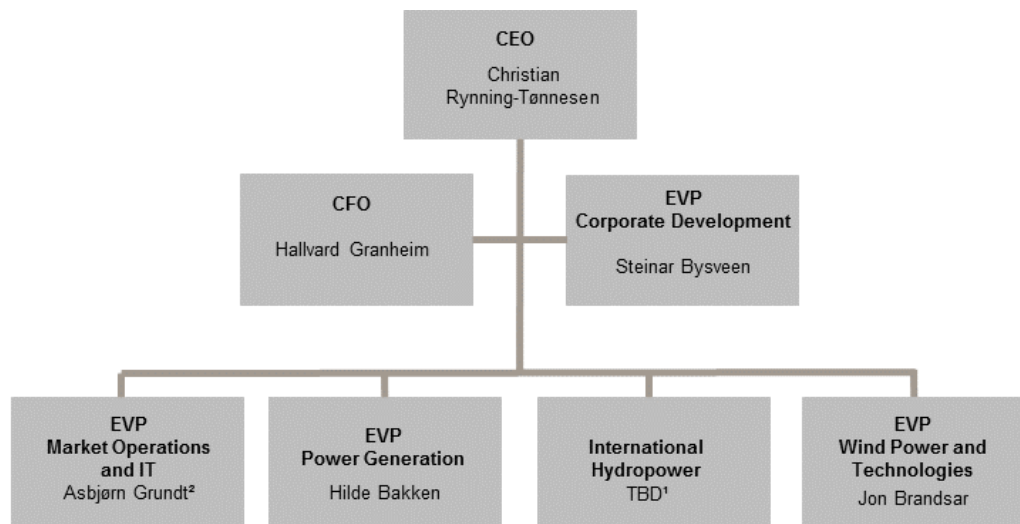 CEO
Christian
Rynning-Tønnesen
CFO
Hallvard Granheim
EVP
Corporate Development
Steinar Bysveen
EVP
Market Operations
and IT
Asbjørn Grundt²
EVP
Power Generation
Hilde Bakken
International
Hydropower
TBD¹
EVP
Wind Power and
Technologies
Jon Brandsar